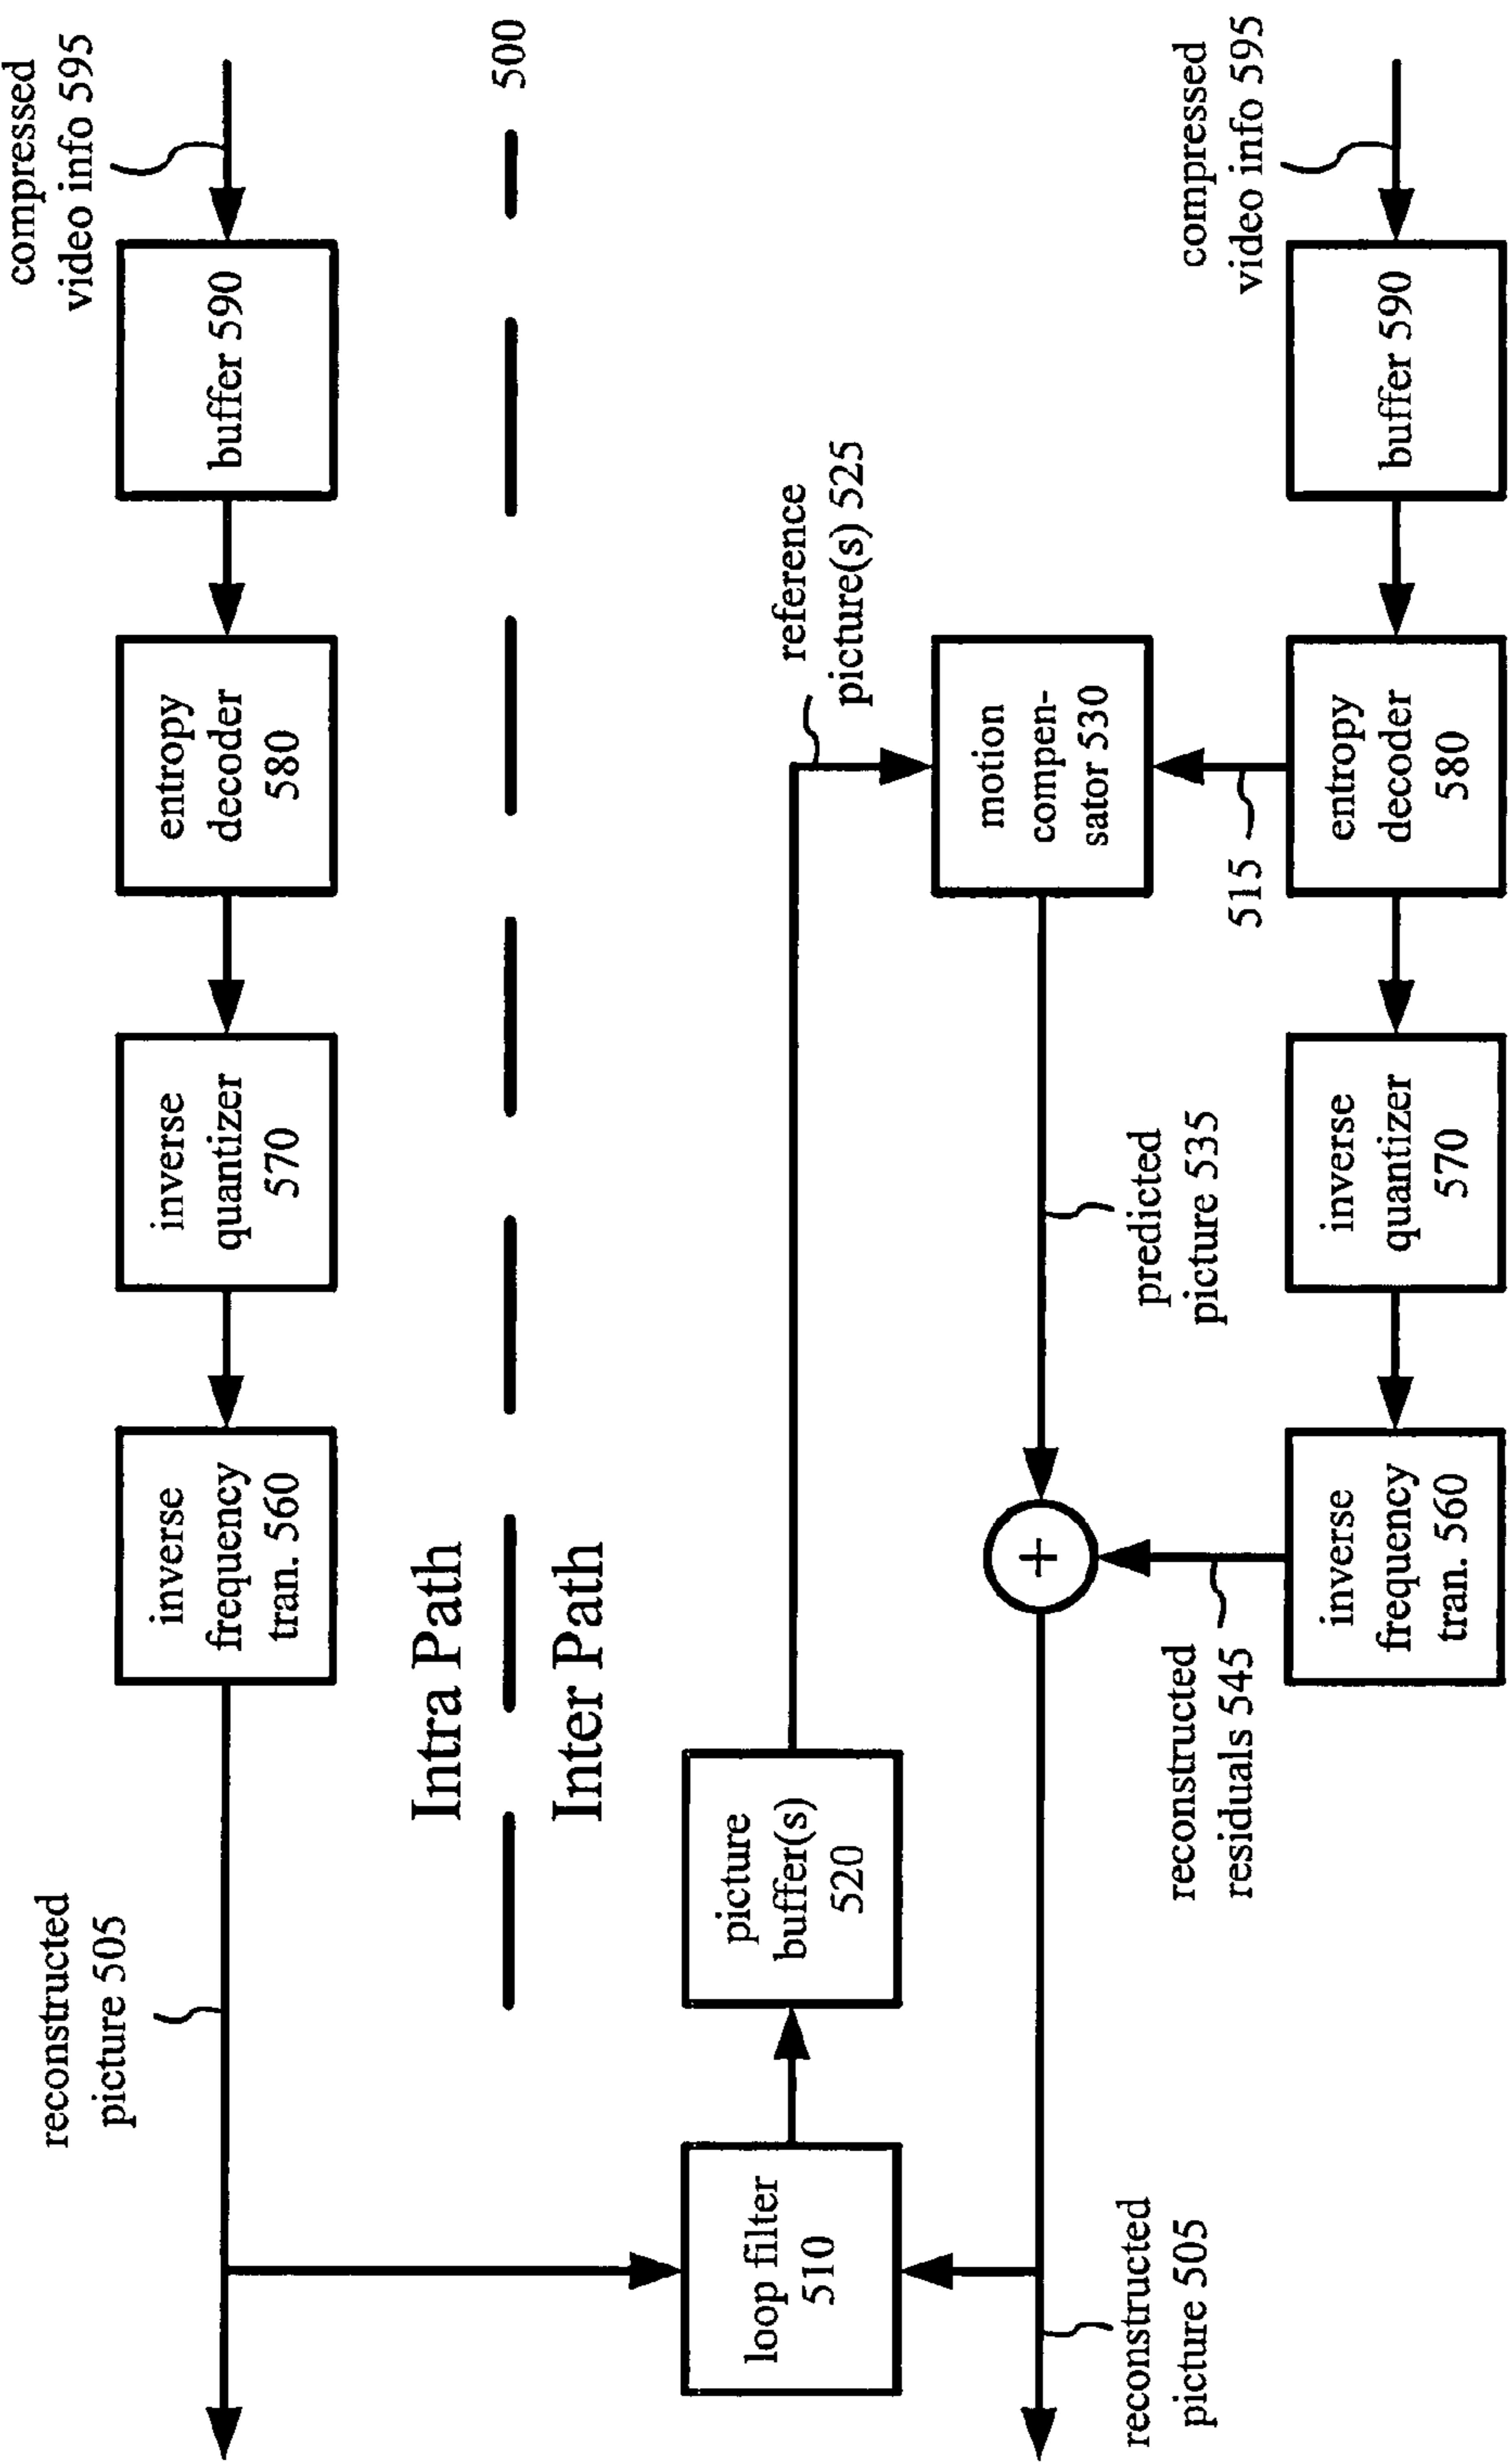 compressed
video info 595
buffer 590
entropy
decoder
580
inverse
quantizer
570
inverse
frequency
tran. 560
reconstructed
picture 505
500
Intra Path
Inter Path
reference
picture(s) 525
picture
buffer(s)
520
loop filter
510
motion
compen-
sator 530
predicted
picture 535
+
515
compressed
video info 595
buffer 590
entropy
decoder
580
inverse
quantizer
570
inverse
frequency
tran. 560
reconstructed
residuals 545
reconstructed
picture 505